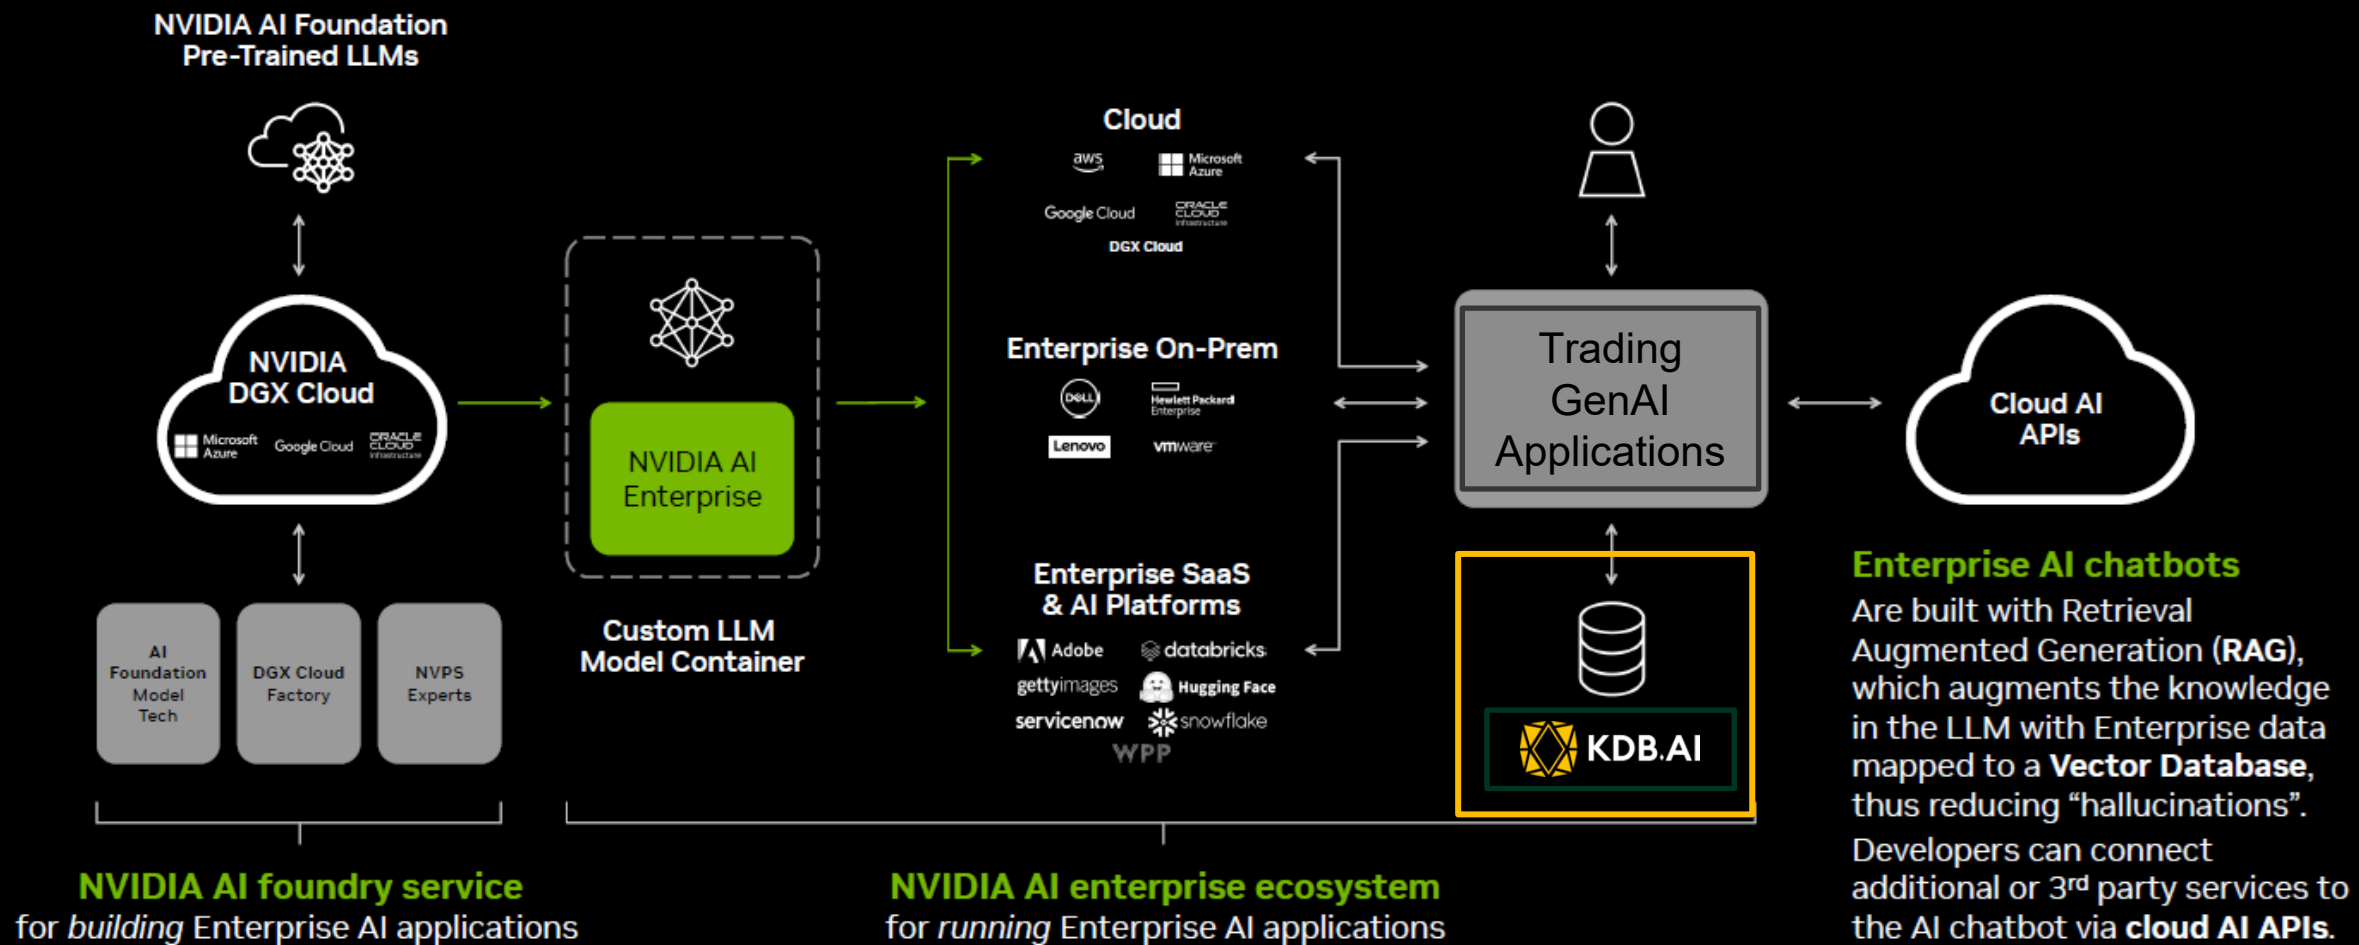 NVIDIA AI Foundation
Pre-Trained LLMs
NVIDIA
DGX Cloud
Microsoft
Azure
Google Cloud
ORACLE
CLOUD
Infrastructure
AI
Foundation
Model
Tech
DGX Cloud
Factory
NVPS
Experts
NVIDIA AI foundry service
for building Enterprise AI applications
NVIDIA AI
Enterprise
Custom LLM
Model Container
Cloud
aws
Microsoft
Azure
Google Cloud
ORACLE
CLOUD
Infrastructure
DGX Cloud
Enterprise On-Prem
DELL
Hewlett Packard
Enterprise
Lenovo
vmware
Enterprise SaaS
& AI Platforms
Adobe
databricks
gettyimages
Hugging Face
servicenow
snowflake
WPP
Trading
GenAI
Applications
KDB.AI
NVIDIA AI enterprise ecosystem
for running Enterprise AI applications
Cloud AI
APIs
Enterprise AI chatbots
Are built with Retrieval
Augmented Generation (RAG),
which augments the knowledge
in the LLM with Enterprise data
mapped to a Vector Database,
thus reducing “hallucinations”.
Developers can connect
additional or 3rd party services to
the AI chatbot via cloud AI APIs.